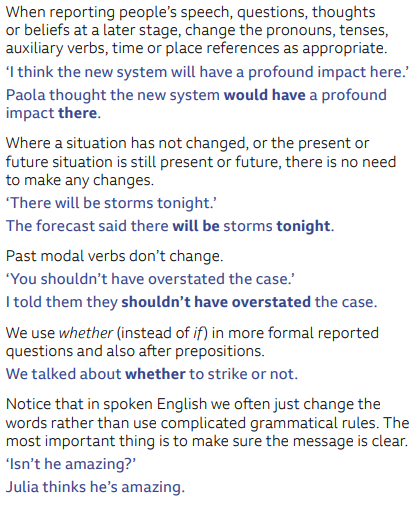 When reporting people’s speech, questions, thoughts
or beliefs at a later stage, change the pronouns, tenses,
auxiliary verbs, time or place references as appropriate.
‘I think the new system will have a profound impact here.’
Paola thought the new system would have a profound
impact there.
Where a situation has not changed, or the present or
future situation is still present or future, there is no need
to make any changes.
‘There will be storms tonight.’
The forecast said there will be storms tonight.
Past modal verbs don’t change.
‘You shouldn’t have overstated the case.’
I told them they shouldn’t have overstated the case.
We use whether (instead of if) in more formal reported
questions and also after prepositions.
We talked about whether to strike or not.
Notice that in spoken English we often just change the
words rather than use complicated grammatical rules. The
most important thing is to make sure the message is clear.
‘Isn’t he amazing?’
Julia thinks he’s amazing.